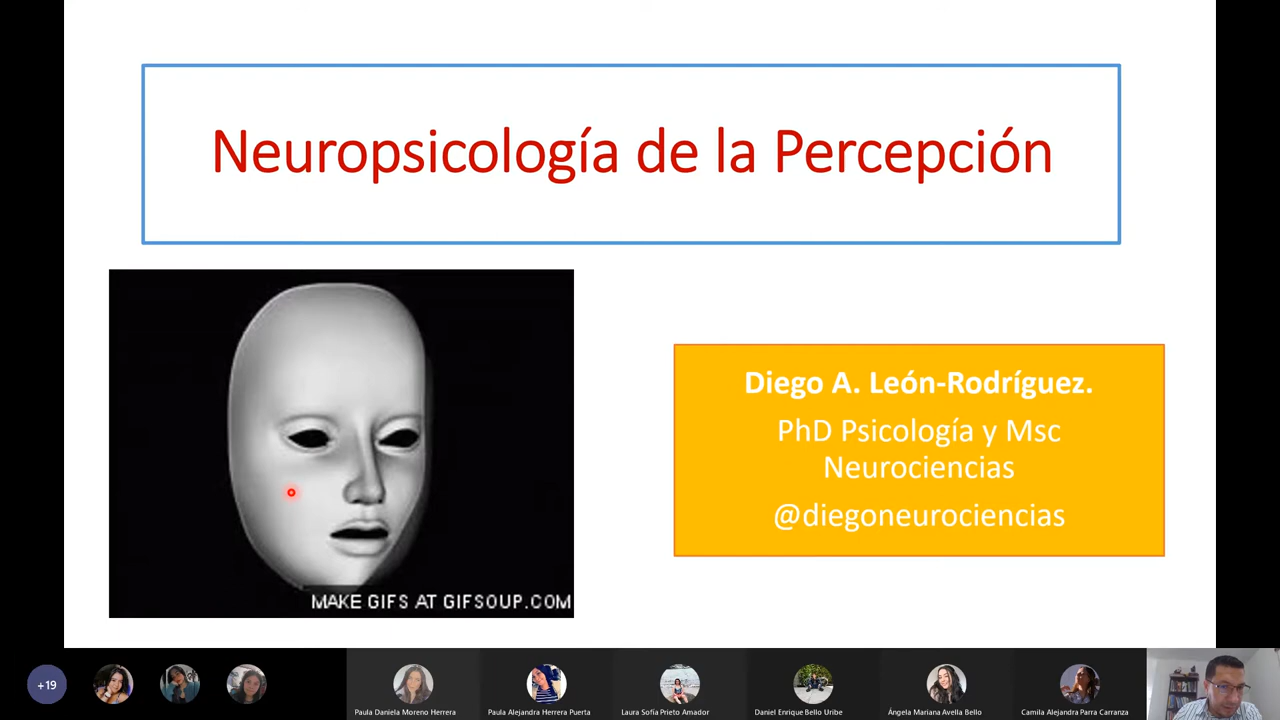 Neuropsicología de la Percepción
Diego A. León-Rodríguez.
PhD Psicología y Msc
Neurociencias
@diegoneurociencias
MAKE GIFS AT GIFSOUP.COM
+19
Paula Daniela Moreno Herrera
Paula Alejandra Herrera Puerta
Laura Sofía Prieto Amador
Daniel Enrique Bello Uribe
Ángela Mariana Avella Bello
Camila Alejandra Parra Carranza